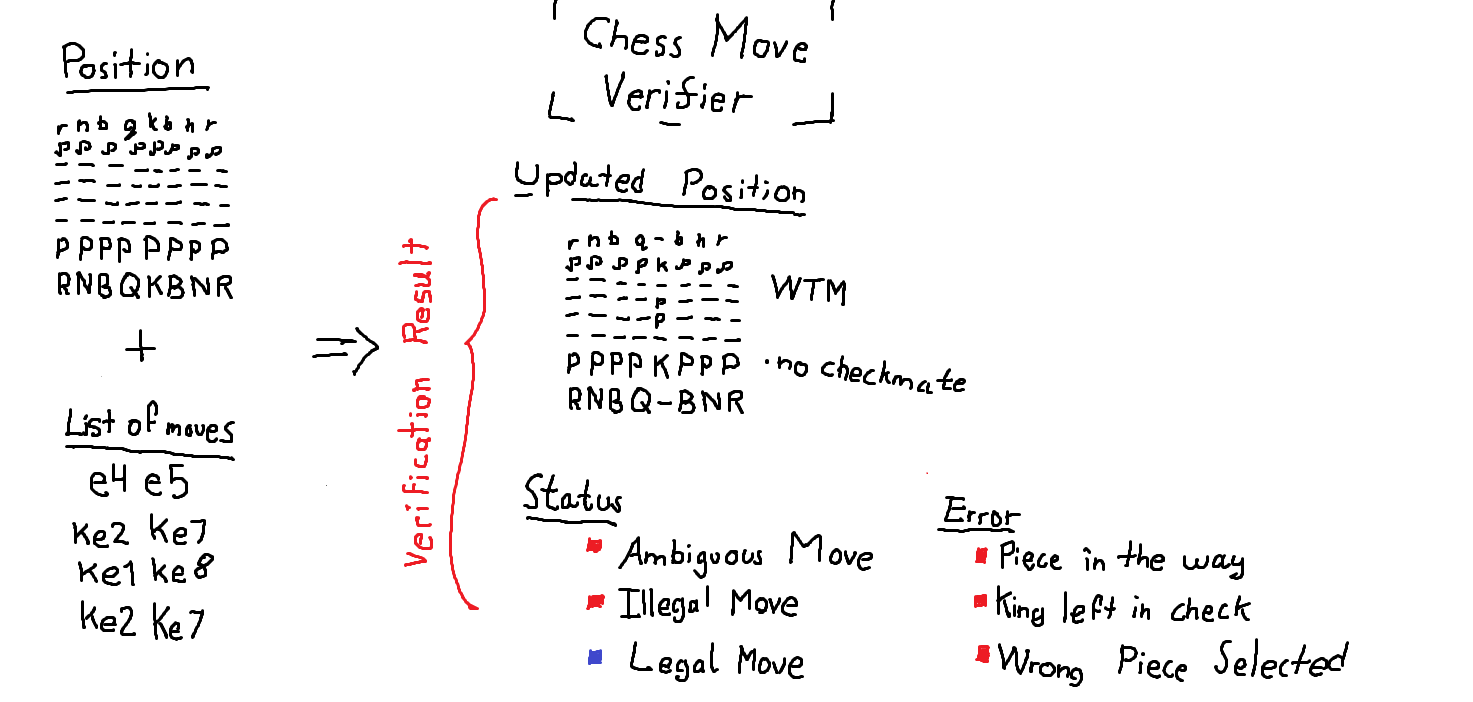 Chess Move
Verifier
Position
r n b q k b n r
p p p p p p p p
- - - - - - - -
- - - - - - - -
- - - - - - - -
- - - - - - - -
P P P P P P P P
R N B Q K B N R
+
List of moves
e4 e5
Ke2 Ke7
Ke1 Ke8
Ke2 Ke7
⇒
Verification Result
Updated Position
r n b q - b n r
p p p p k p p p
- - - - - - - -
- - - - p - - -
- - - - P - - -
- - - - - - - -
P P P P K P P P
R N B Q - B N R
WTM
· no checkmate
Status
Ambiguous Move
Illegal Move
Legal Move
Error
Piece in the way
King left in check
Wrong Piece Selected